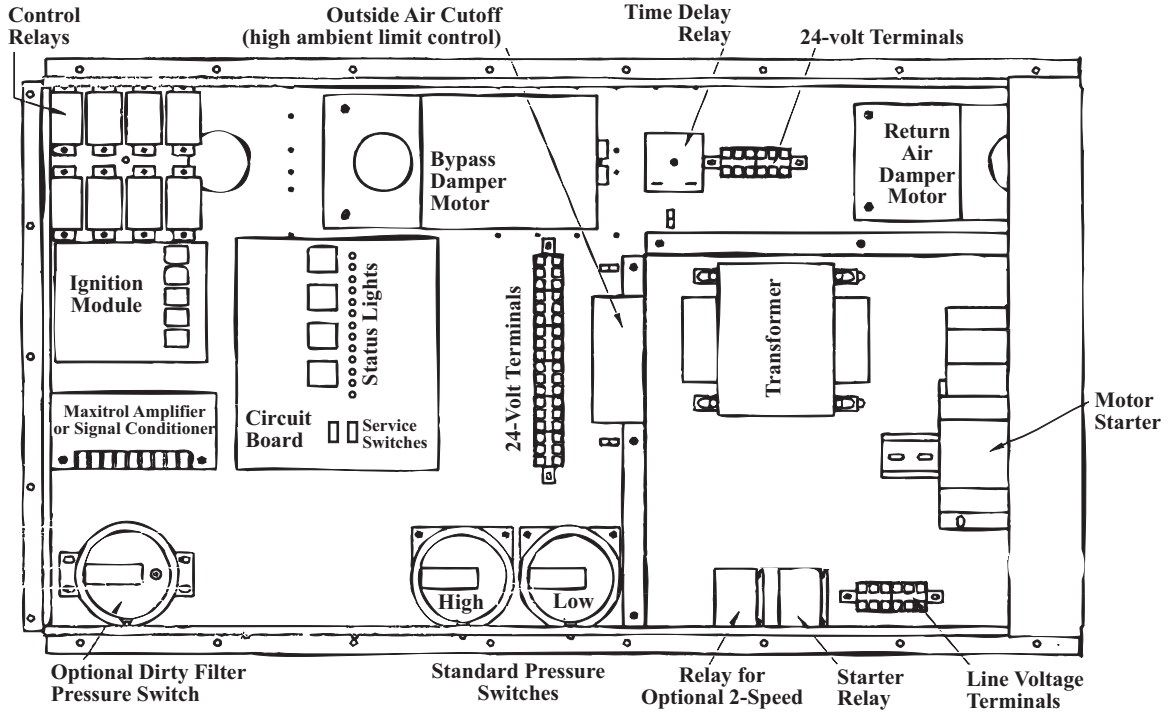 Control
Relays
Outside Air Cutoff
(high ambient limit control)
Time Delay
Relay
24-volt Terminals
Bypass
Damper
Motor
Return
Air
Damper
Motor
Ignition
Module
Status Lights
24-Volt Terminals
Transformer
Maxitrol Amplifier
or Signal Conditioner
Circuit
Board
Service
Switches
Motor
Starter
High
Low
Optional Dirty Filter
Pressure Switch
Standard Pressure
Switches
Relay for
Optional 2-Speed
Starter
Relay
Line Voltage
Terminals